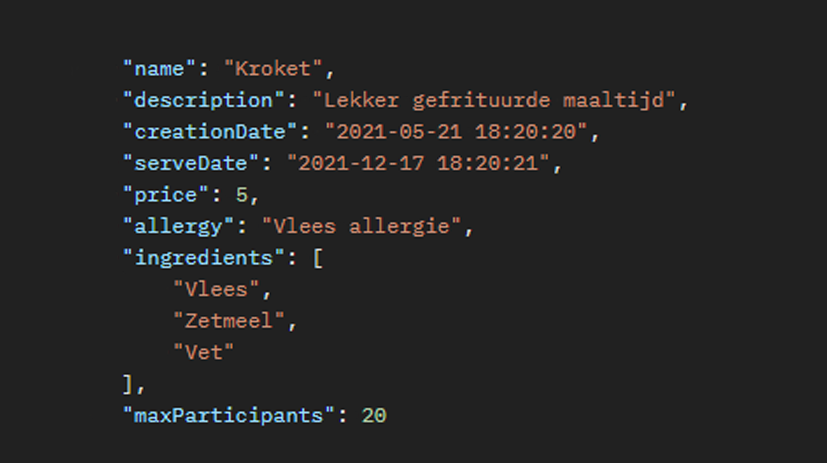 "name": "Kroket",
"description": "Lekker gefrituurde maaltijd",
"creationDate": "2021-05-21 18:20:20",
"serveDate": "2021-12-17 18:20:21",
"price": 5,
"allergy": "Vlees allergie",
"ingredients": [
"Vlees",
"Zetmeel",
"Vet"
],
"maxParticipants": 20